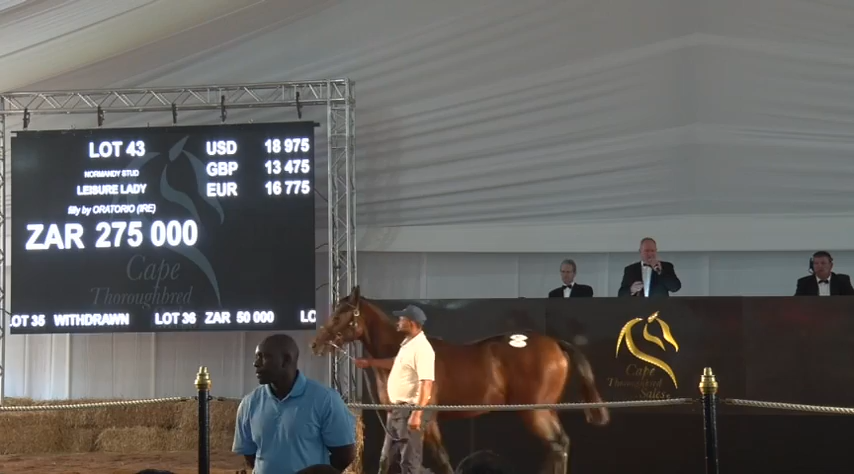 LOT 43
USD 18 975
NORMANDY STUD
GBP 13 475
LEISURE LADY
EUR 16 775
filly by ORATORIO (IRE)
ZAR 275 000
Cape
Thoroughbred
LOT 35 WITHDRAWN LOT 36 ZAR 50 000
Cape
Thoroughbred
Sales